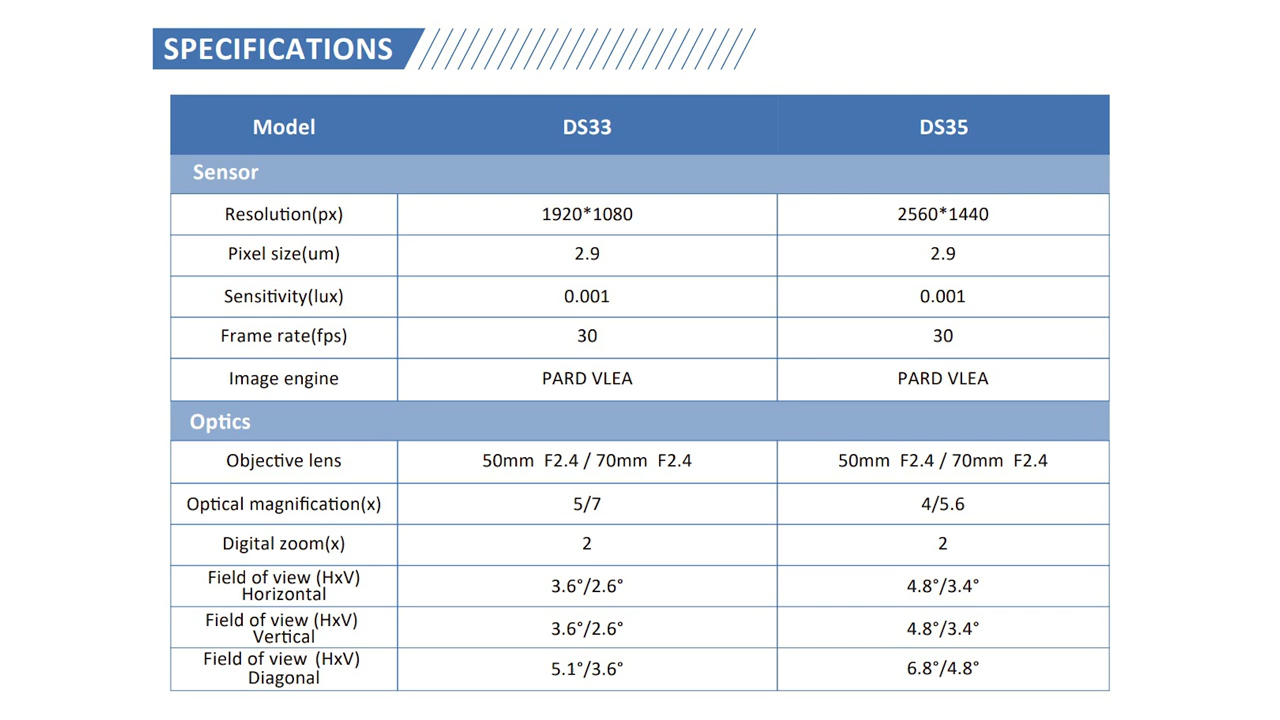 SPECIFICATIONS
Model DS33 DS35
Sensor
Resolution(px) 1920*1080 2560*1440
Pixel size(um) 2.9 2.9
Sensitivity(lux) 0.001 0.001
Frame rate(fps) 30 30
Image engine PARD VLEA PARD VLEA
Optics
Objective lens 50mm F2.4 / 70mm F2.4 50mm F2.4 / 70mm F2.4
Optical magnification(x) 5/7 4/5.6
Digital zoom(x) 2 2
Field of view (HxV)
Horizontal 3.6°/2.6° 4.8°/3.4°
Field of view (HxV)
Vertical 3.6°/2.6° 4.8°/3.4°
Field of view (HxV)
Diagonal 5.1°/3.6° 6.8°/4.8°